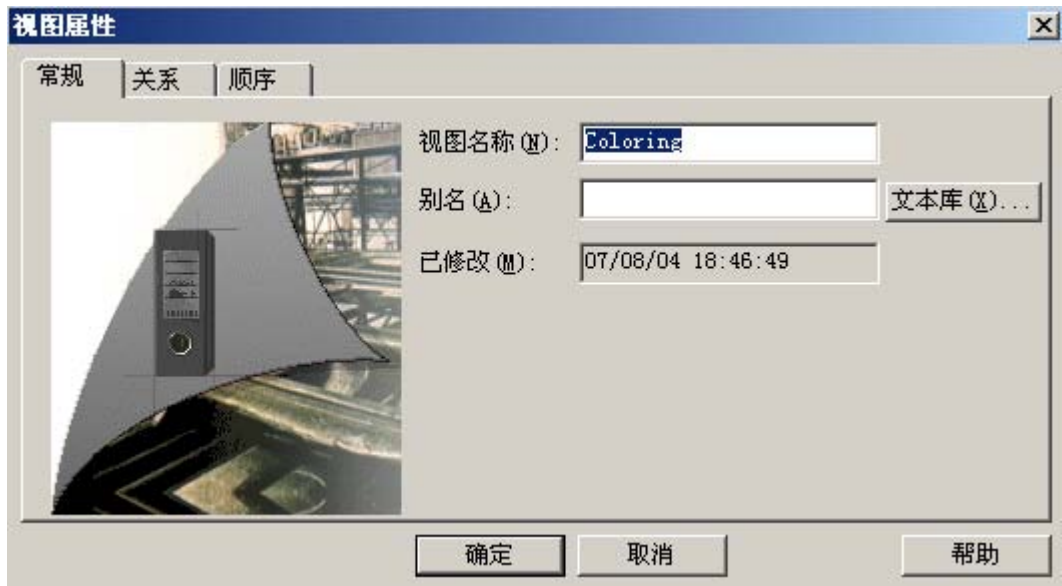 视图属性
常规 关系 顺序
视图名称(N): Coloring
别名(A): 文本库(X)...
已修改(M): 07/08/04 18:46:49
确定 取消 帮助